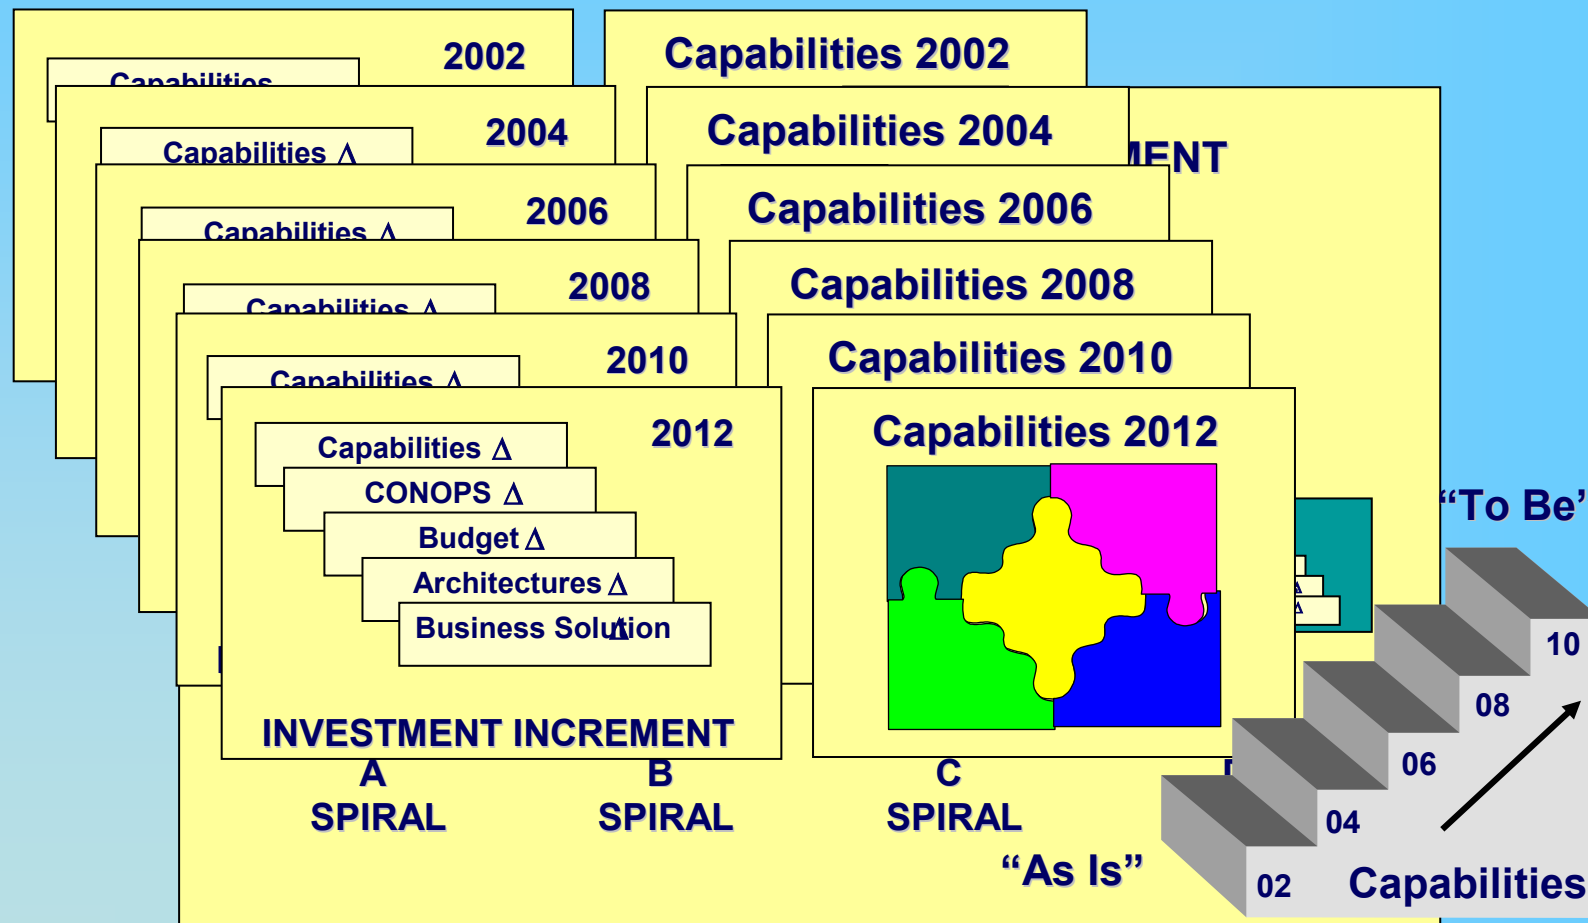 2002
Capabilities
2004
Capabilities Δ
2006
Capabilities Δ
2008
Capabilities Δ
2010
Capabilities Δ
2012
Capabilities Δ
CONOPS Δ
Budget Δ
Architectures Δ
Business Solution Δ
INVESTMENT INCREMENT
Capabilities 2002
Capabilities 2004
Capabilities 2006
Capabilities 2008
Capabilities 2010
Capabilities 2012
A
SPIRAL
B
SPIRAL
C
SPIRAL
“As Is”
“To Be”
10
08
06
04
02
Capabilities